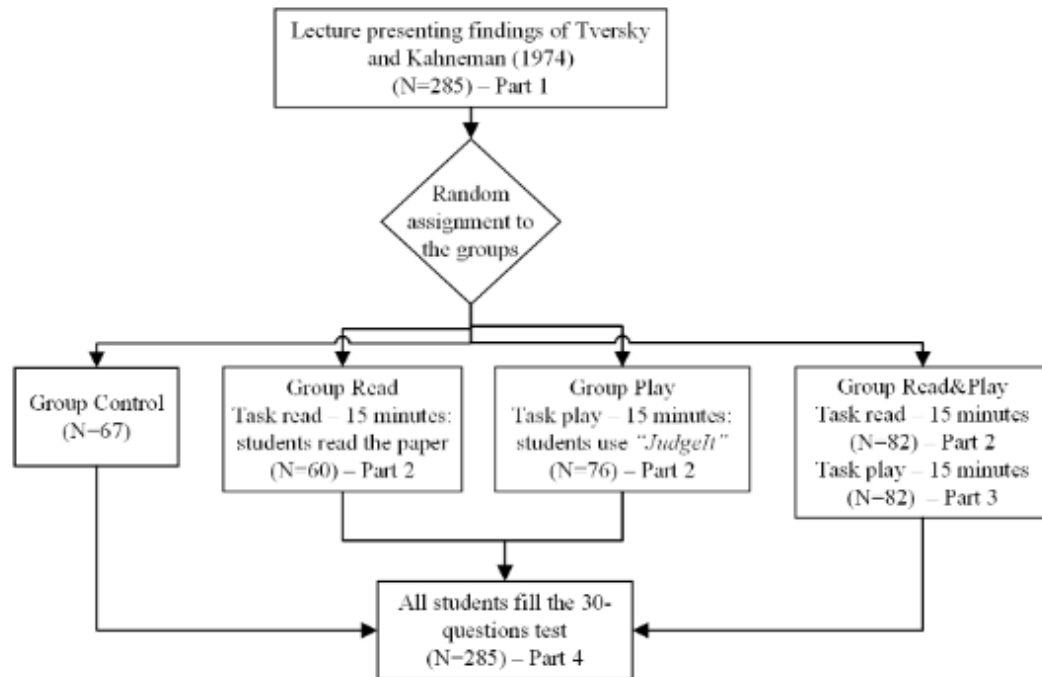 Lecture presenting findings of Tversky
and Kahneman (1974)
(N=285) – Part 1
Random
assignment to
the groups
Group Control
(N=67)
Group Read
Task read – 15 minutes:
students read the paper
(N=60) – Part 2
Group Play
Task play – 15 minutes:
students use “JudgeIt”
(N=76) – Part 2
Group Read&Play
Task read – 15 minutes
(N=82) – Part 2
Task play – 15 minutes
(N=82) – Part 3
All students fill the 30-
questions test
(N=285) – Part 4